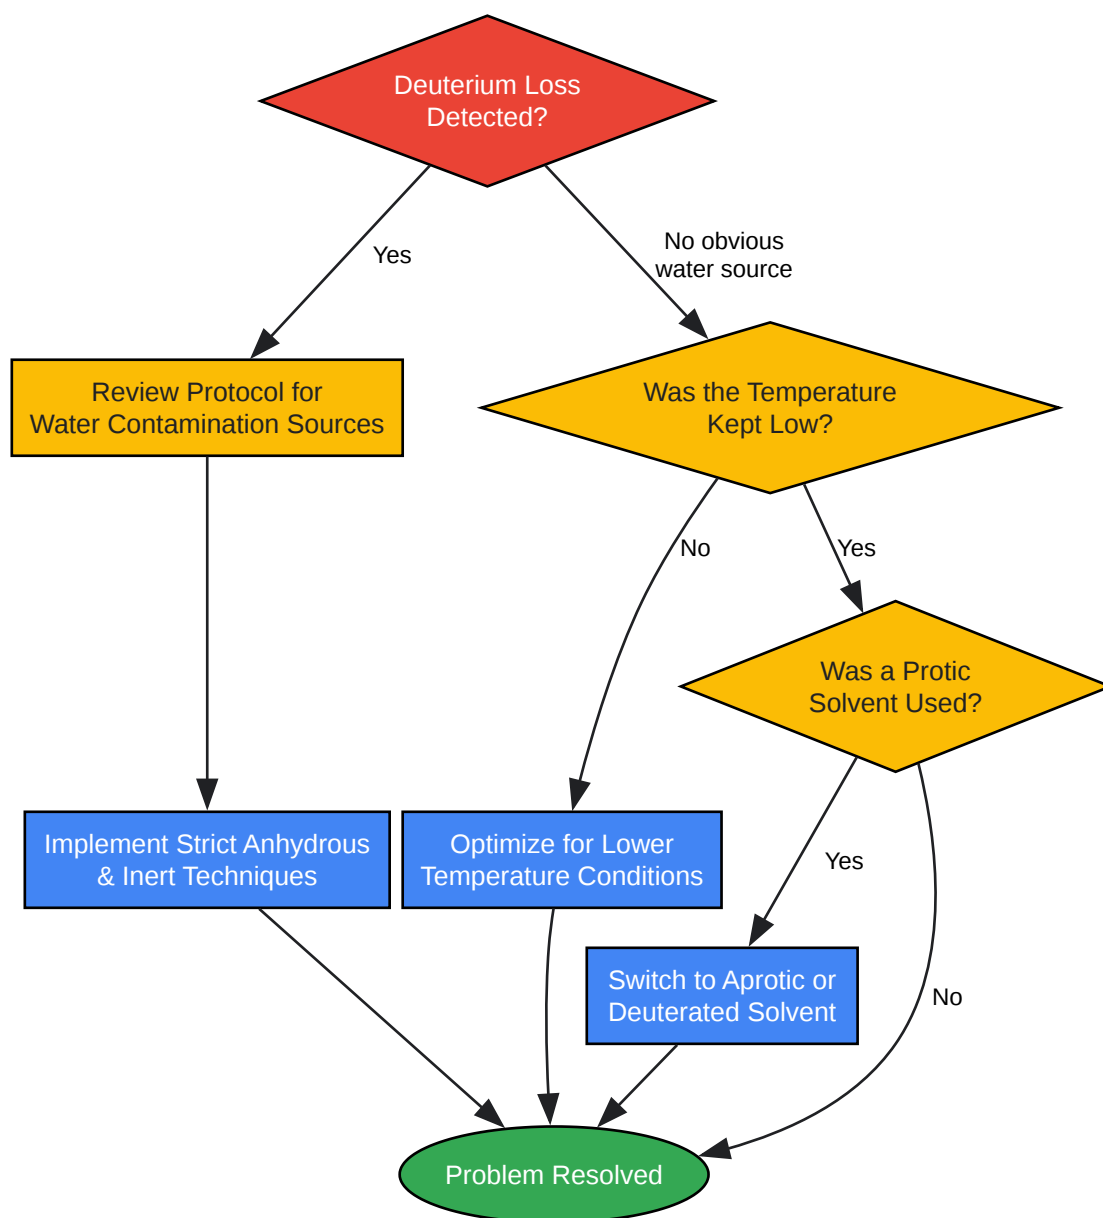 Deuterium Loss
Detected?
Yes
No obvious
water source
Review Protocol for
Water Contamination Sources
Was the Temperature
Kept Low?
No
Yes
Was a Protic
Solvent Used?
Implement Strict Anhydrous
& Inert Techniques
Optimize for Lower
Temperature Conditions
Yes
Switch to Aprotic or
Deuterated Solvent
No
Problem Resolved